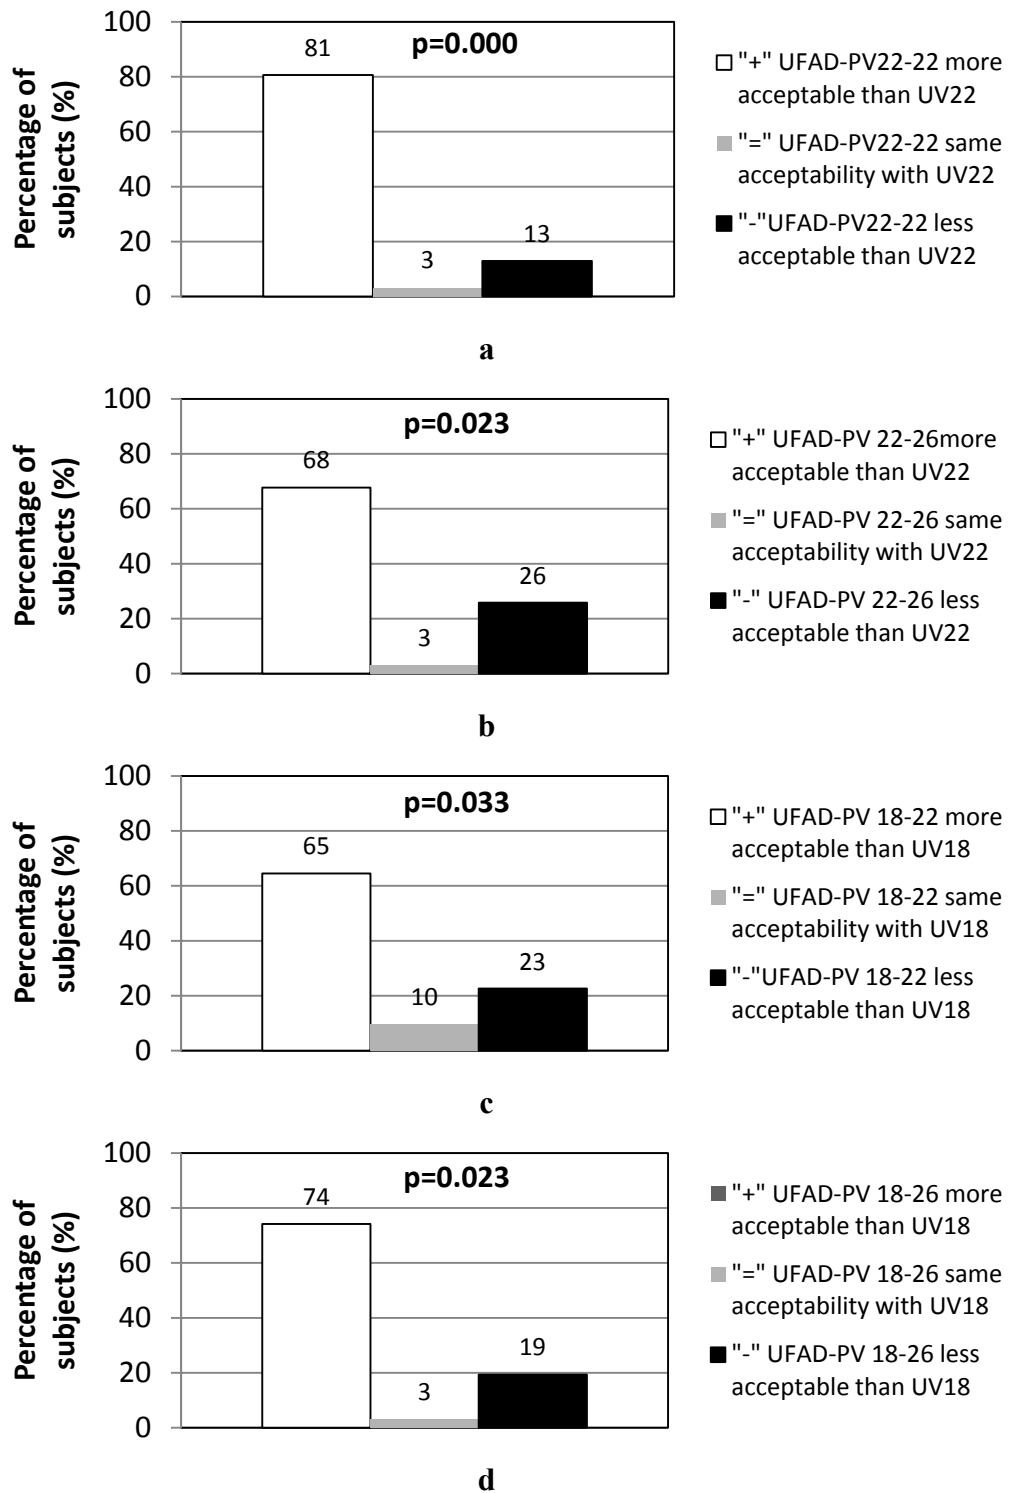 Percentage of
subjects (%)
100
80
60
40
20
0
p=0.000
81
3
13
"+" UFAD-PV22-22 more
acceptable than UV22
"=" UFAD-PV22-22 same
acceptability with UV22
"-"UFAD-PV22-22 less
acceptable than UV22
a
Percentage of
subjects (%)
100
80
60
40
20
0
p=0.023
68
3
26
"+" UFAD-PV 22-26more
acceptable than UV22
"=" UFAD-PV 22-26 same
acceptability with UV22
"-" UFAD-PV 22-26 less
acceptable than UV22
b
Percentage of
subjects (%)
100
80
60
40
20
0
p=0.033
65
10
23
"+" UFAD-PV 18-22 more
acceptable than UV18
"=" UFAD-PV 18-22 same
acceptability with UV18
"-"UFAD-PV 18-22 less
acceptable than UV18
c
Percentage of
subjects (%)
100
80
60
40
20
0
p=0.023
74
3
19
"+" UFAD-PV 18-26 more
acceptable than UV18
"=" UFAD-PV 18-26 same
acceptability with UV18
"-" UFAD-PV 18-26 less
acceptable than UV18
d